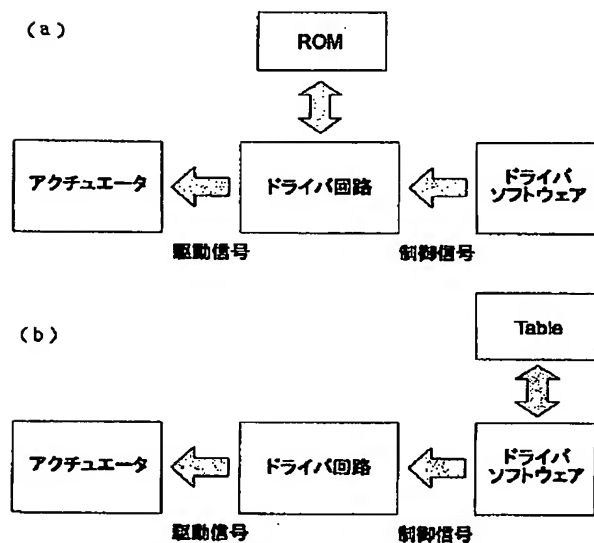 (a)
ROM
アクチュエータ
ドライバ回路
ドライバ
ソフトウェア
駆動信号
制御信号
(b)
Table
アクチュエータ
ドライバ回路
ドライバ
ソフトウェア
駆動信号
制御信号